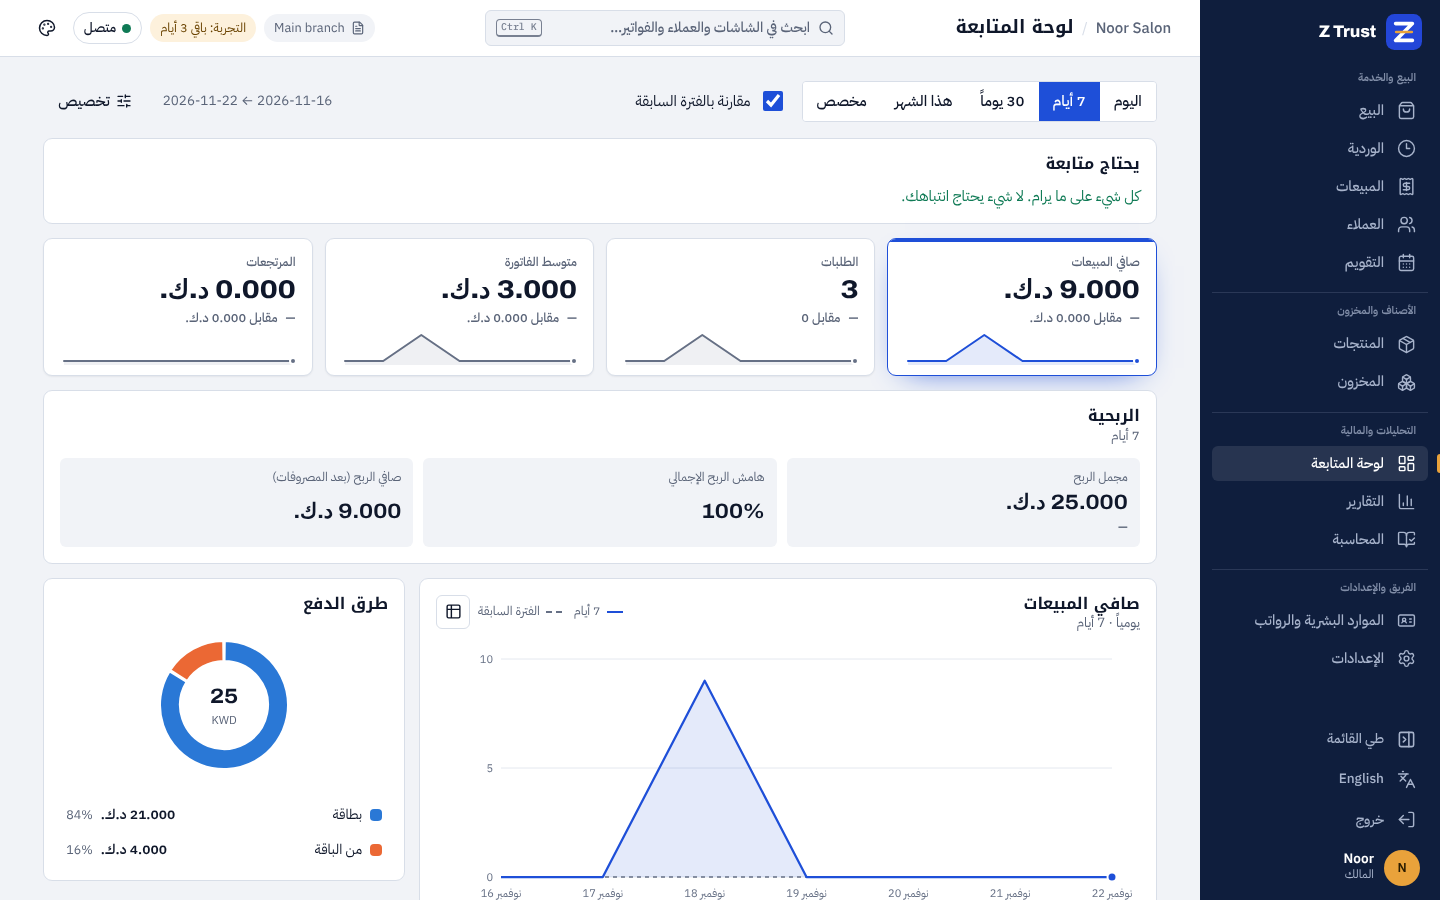 Z Trust
البيع والخدمة
البيع
الوردية
المبيعات
العملاء
التقويم
الأصناف والمخزون
المنتجات
المخزون
التحليلات والمالية
لوحة المتابعة
التقارير
المحاسبة
الفريق والإعدادات
الموارد البشرية والرواتب
الإعدادات
طي القائمة
English
خروج
Noor
المالك
N
Noor Salon / لوحة المتابعة
ابحث في الشاشات والعملاء والفواتير...
Ctrl K
Main branch
التجربة: باقي 3 أيام
متصل
اليوم
7 أيام
30 يوماً
هذا الشهر
مخصص
مقارنة بالفترة السابقة
2026-11-16 ← 2026-11-22
تخصيص
يحتاج متابعة
كل شيء على ما يرام. لا شيء يحتاج انتباهك.
صافي المبيعات
9.000 د.ك.
— مقابل 0.000 د.ك.
الطلبات
3
— مقابل 0
متوسط الفاتورة
3.000 د.ك.
— مقابل 0.000 د.ك.
المرتجعات
0.000 د.ك.
— مقابل 0.000 د.ك.
الربحية
7 أيام
مجمل الربح
25.000 د.ك.
—
هامش الربح الإجمالي
100%
صافي الربح (بعد المصروفات)
9.000 د.ك.
صافي المبيعات
يومياً · 7 أيام
7 أيام
الفترة السابقة
10
5
0
16 نوفمبر
17 نوفمبر
18 نوفمبر
19 نوفمبر
20 نوفمبر
21 نوفمبر
22 نوفمبر
طرق الدفع
25
KWD
بطاقة
21.000 د.ك.
84%
من الباقة
4.000 د.ك.
16%